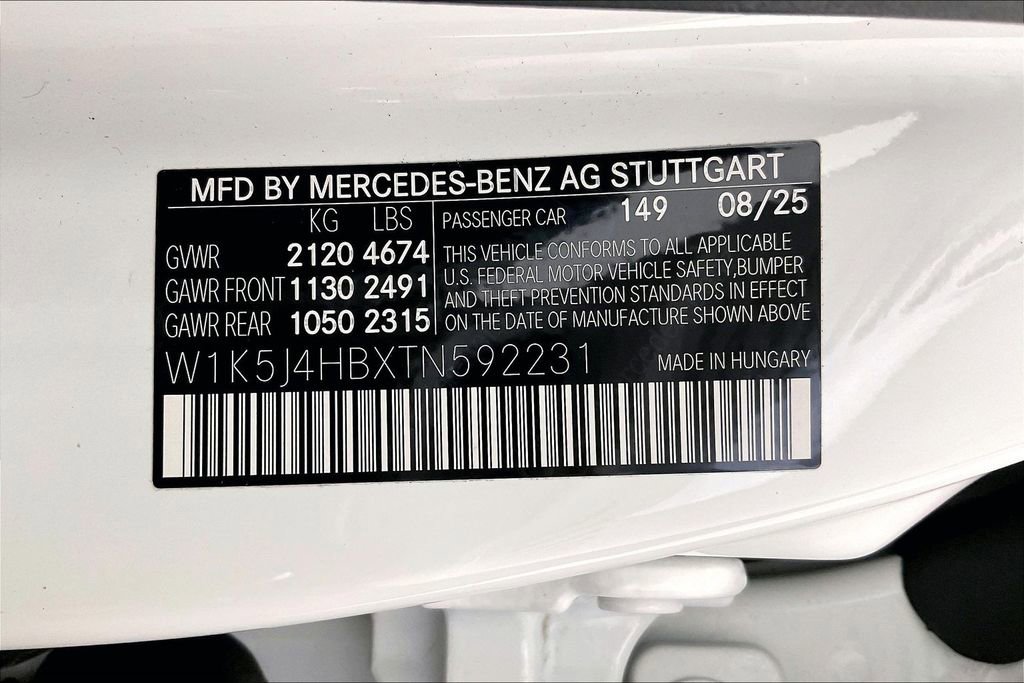 MFD BY MERCEDES-BENZ AG STUTTGART
KG LBS
GVWR 2120 4674
GAWR FRONT 1130 2491
GAWR REAR 1050 2315
PASSENGER CAR 149 08/25
THIS VEHICLE CONFORMS TO ALL APPLICABLE
U.S. FEDERAL MOTOR VEHICLE SAFETY,BUMPER
AND THEFT PREVENTION STANDARDS IN EFFECT
ON THE DATE OF MANUFACTURE SHOWN ABOVE
W1K5J4HBXTN592231
MADE IN HUNGARY